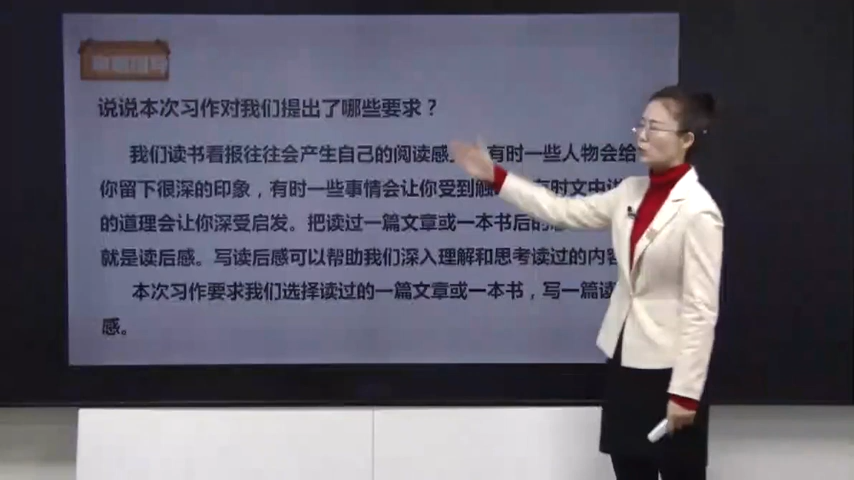 说说本次习作对我们提出了哪些要求？
我们读书看报往往会产生自己的阅读感 有时一些人物会给
你留下很深的印象，有时一些事情会让你受到 有时文中
的道理会让你深受启发。把读过一篇文章或一本书后的
就是读后感。写读后感可以帮助我们深入理解和思考读过的内
本次习作要求我们选择读过的一篇文章或一本书，写一篇读
感。